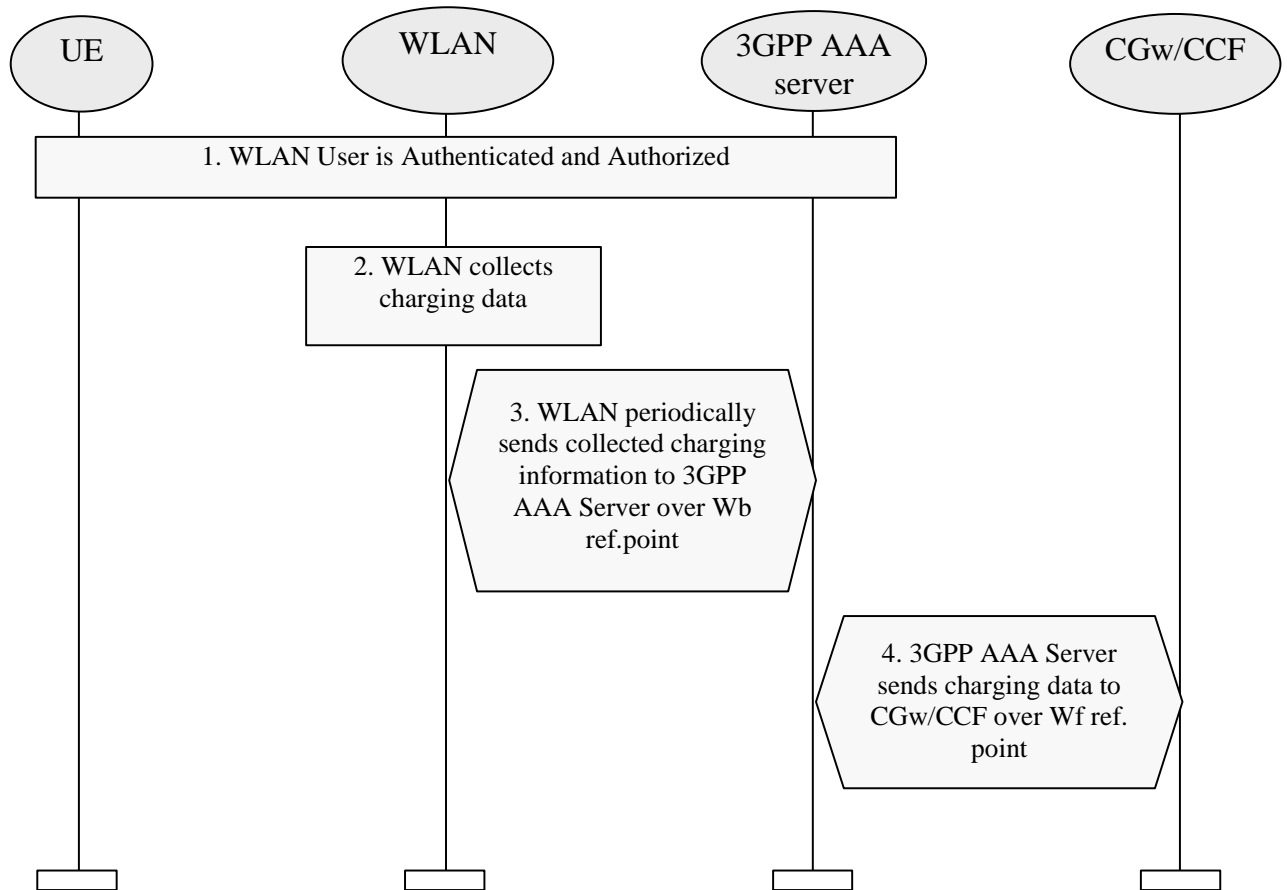 UE
WLAN
3GPP AAA
server
CGw/CCF
1. WLAN User is Authenticated and Authorized
2. WLAN collects
charging data
3. WLAN periodically
sends collected charging
information to 3GPP
AAA Server over Wb
ref.point
4. 3GPP AAA Server
sends charging data to
CGw/CCF over Wf ref.
point